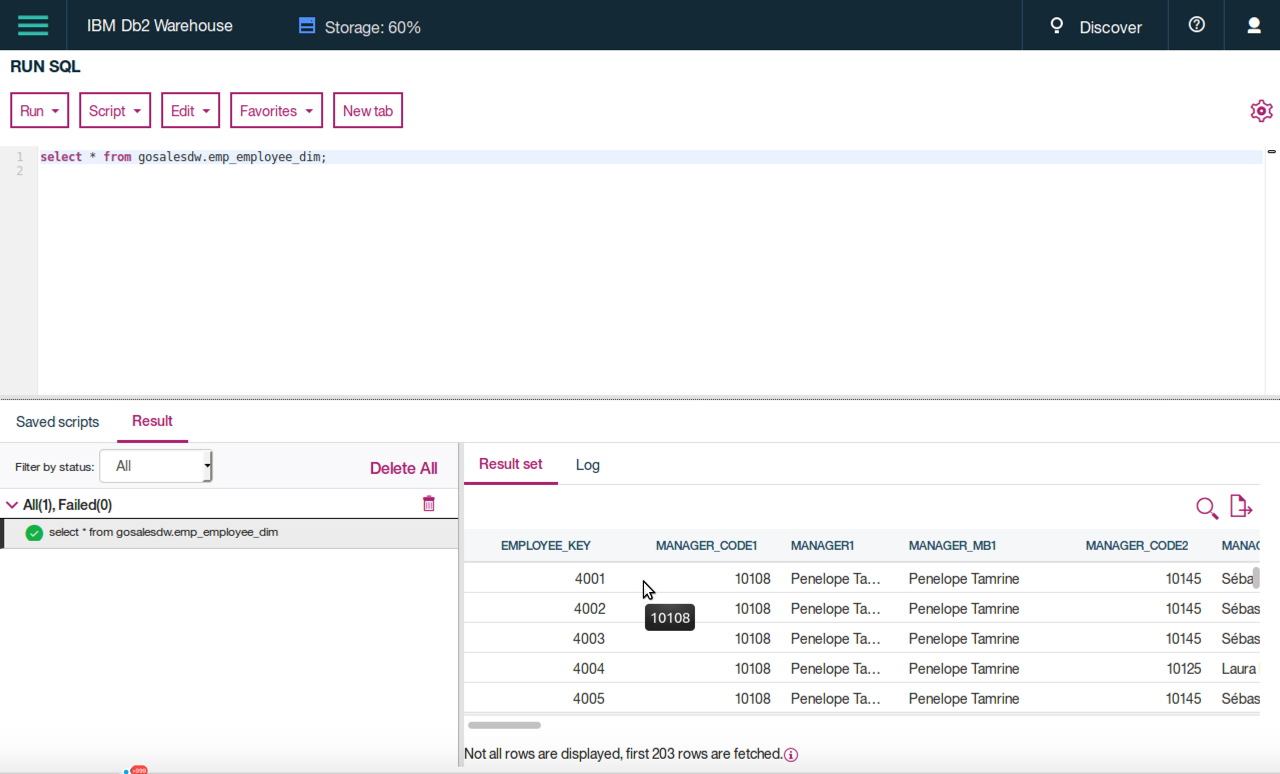 IBM Db2 Warehouse Storage: 60% Discover
RUN SQL
Run Script Edit Favorites New tab
1 select * from gosalesdw.emp_employee_dim;
2
Saved scripts Result
Filter by status: All Delete All
All(1), Failed(0)
select * from gosalesdw.emp_employee_dim
Result set Log
EMPLOYEE_KEY MANAGER_CODE1 MANAGER1 MANAGER_MB1 MANAGER_CODE2 MANAC
4001 10108 Penelope Ta... Penelope Tamrine 10145 Séba
10108
4002 10108 Penelope Ta... Penelope Tamrine 10145 Sébas
4003 10108 Penelope Ta... Penelope Tamrine 10145 Sébas
4004 10108 Penelope Ta... Penelope Tamrine 10125 Laura
4005 10108 Penelope Ta... Penelope Tamrine 10145 Sébas
Not all rows are displayed, first 203 rows are fetched.